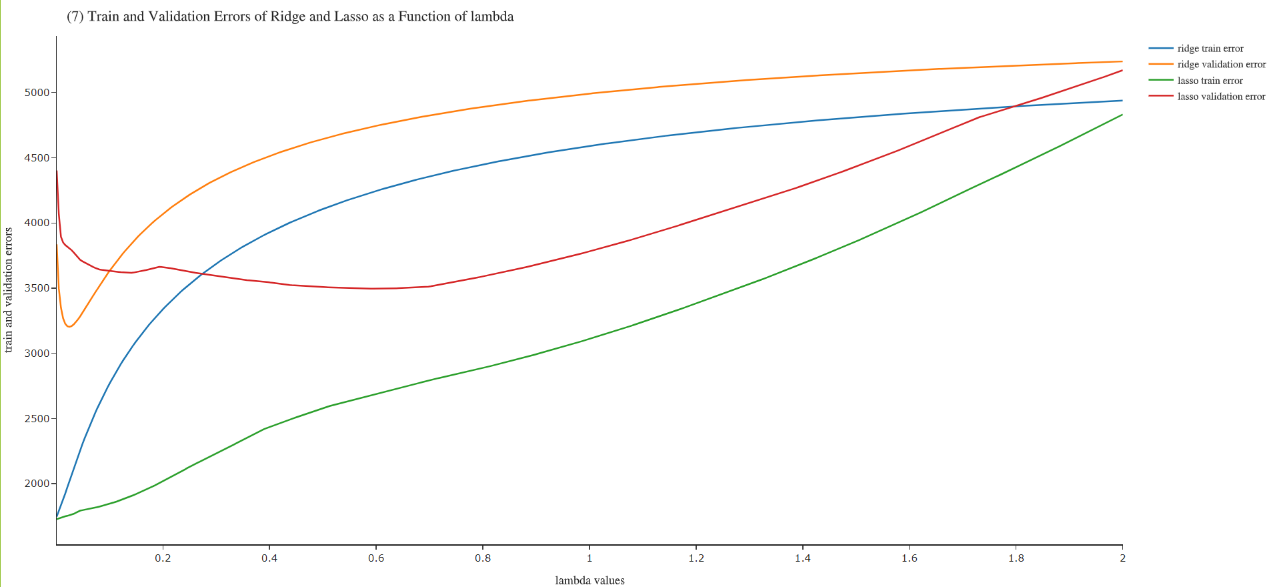 (7) Train and Validation Errors of Ridge and Lasso as a Function of lambda
ridge train error
ridge validation error
lasso train error
lasso validation error
train and validation errors
5000
4500
4000
3500
3000
2500
2000
0.2
0.4
0.6
0.8
1
1.2
1.4
1.6
1.8
2
lambda values